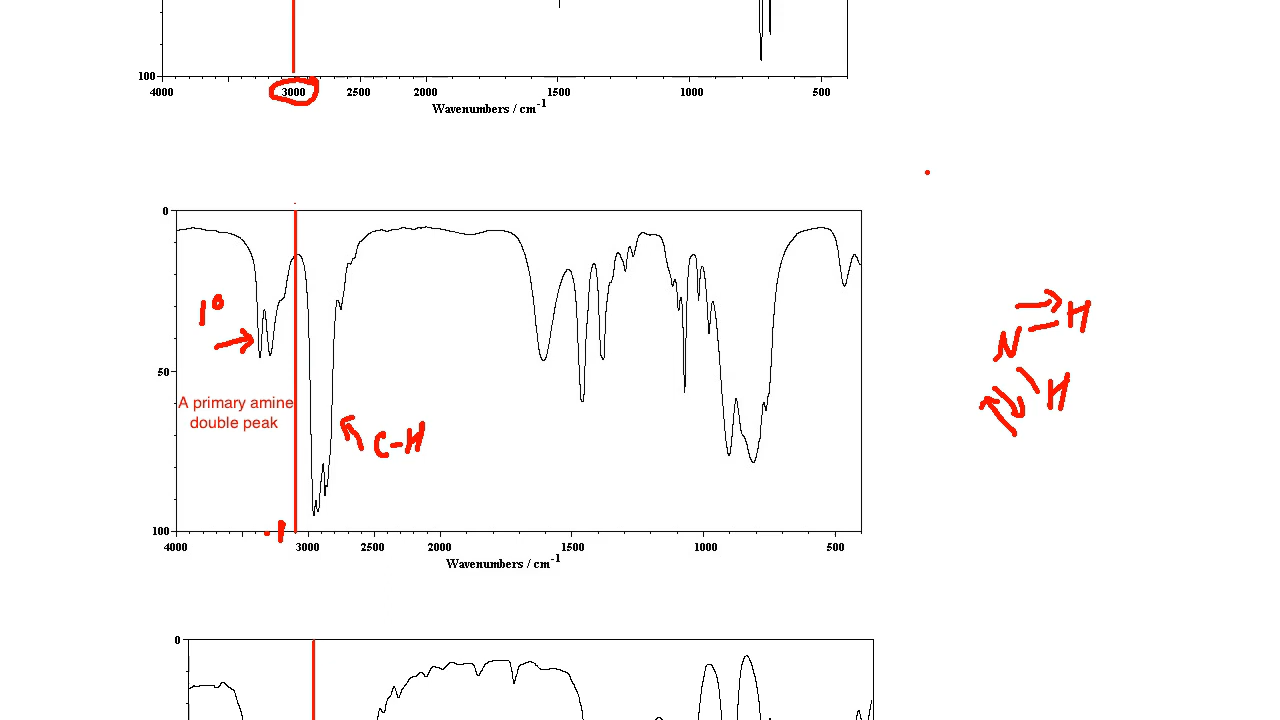 100
4000 3000 2500 2000 1500 1000 500
Wavenumbers / cm-1
0
50
100
1°
A primary amine
double peak
C-H
4000 3000 2500 2000 1500 1000 500
Wavenumbers / cm-1
N H
H
0